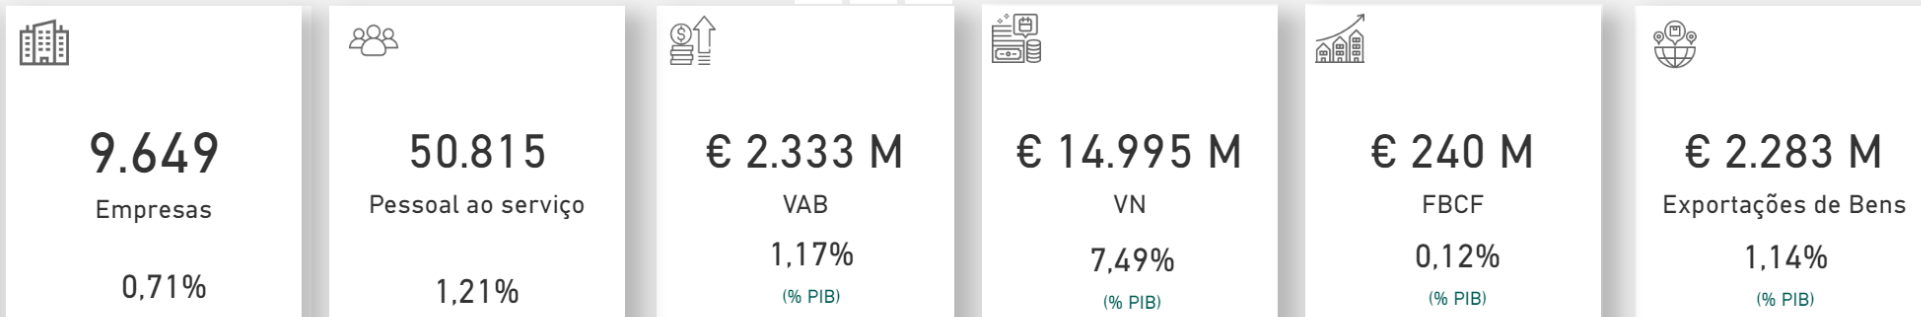 9.649
Empresas
0,71%
50.815
Pessoal ao serviço
1,21%
€ 2.333 M
VAB
1,17%
(% PIB)
€ 14.995 M
VN
7,49%
(% PIB)
€ 240 M
FBCF
0,12%
(% PIB)
€ 2.283 M
Exportações de Bens
1,14%
(% PIB)